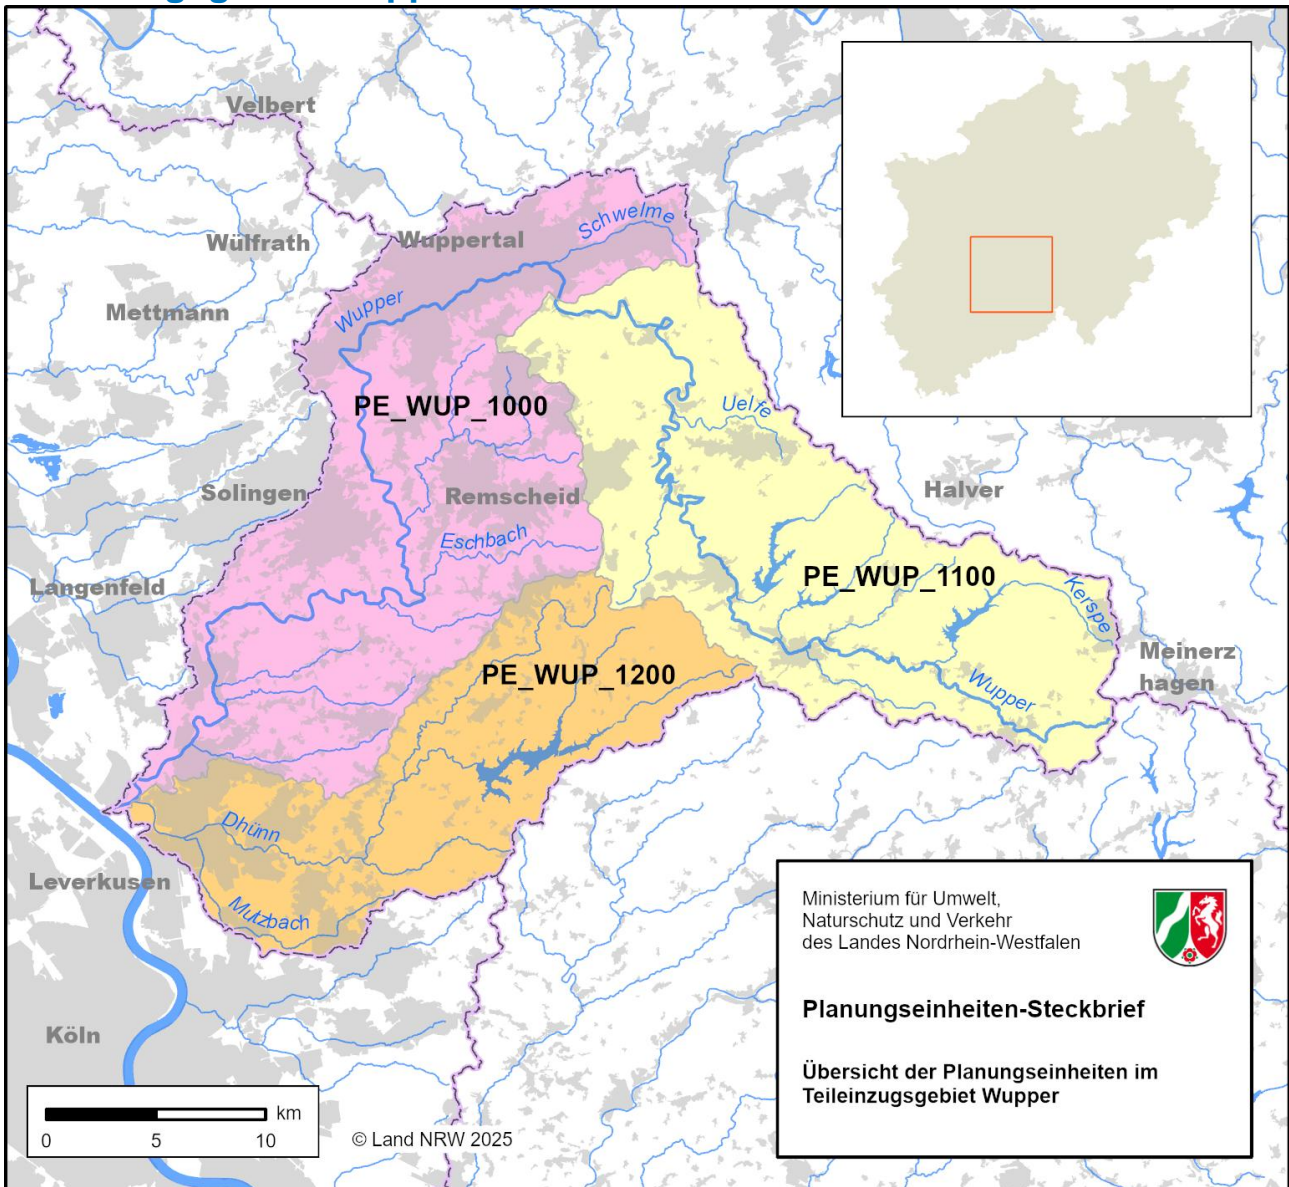 Velbert
Wülfrath
Wuppertal
Schwelme
Mettmann
Wupper
PE_WUP_1000
Uelfe
Solingen
Remscheid
Halver
Eschbach
Langenfeld
PE_WUP_1100
Kerspe
Meinerz
hagen
PE_WUP_1200
Wupper
Dhünn
Leverkusen
Mutzbach
Köln
km
0 5 10
© Land NRW 2025
Ministerium für Umwelt,
Naturschutz und Verkehr
des Landes Nordrhein-Westfalen
Planungseinheiten-Steckbrief
Übersicht der Planungseinheiten im
Teileinzugsgebiet Wupper